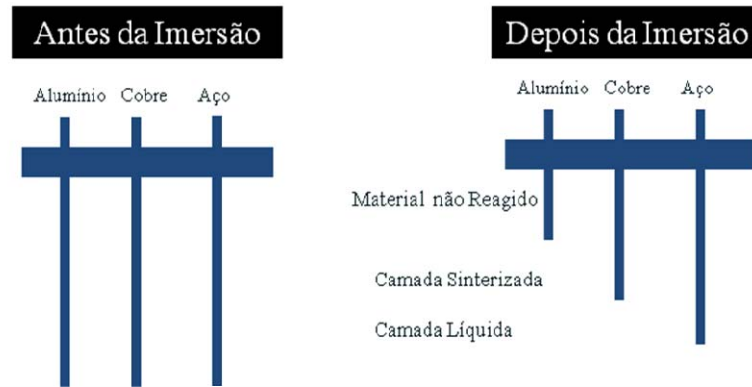 Antes da Imersão
Depois da Imersão
Alumínio Cobre Aço
Alumínio Cobre Aço
Material não Reagido
Camada Sinterizada
Camada Líquida